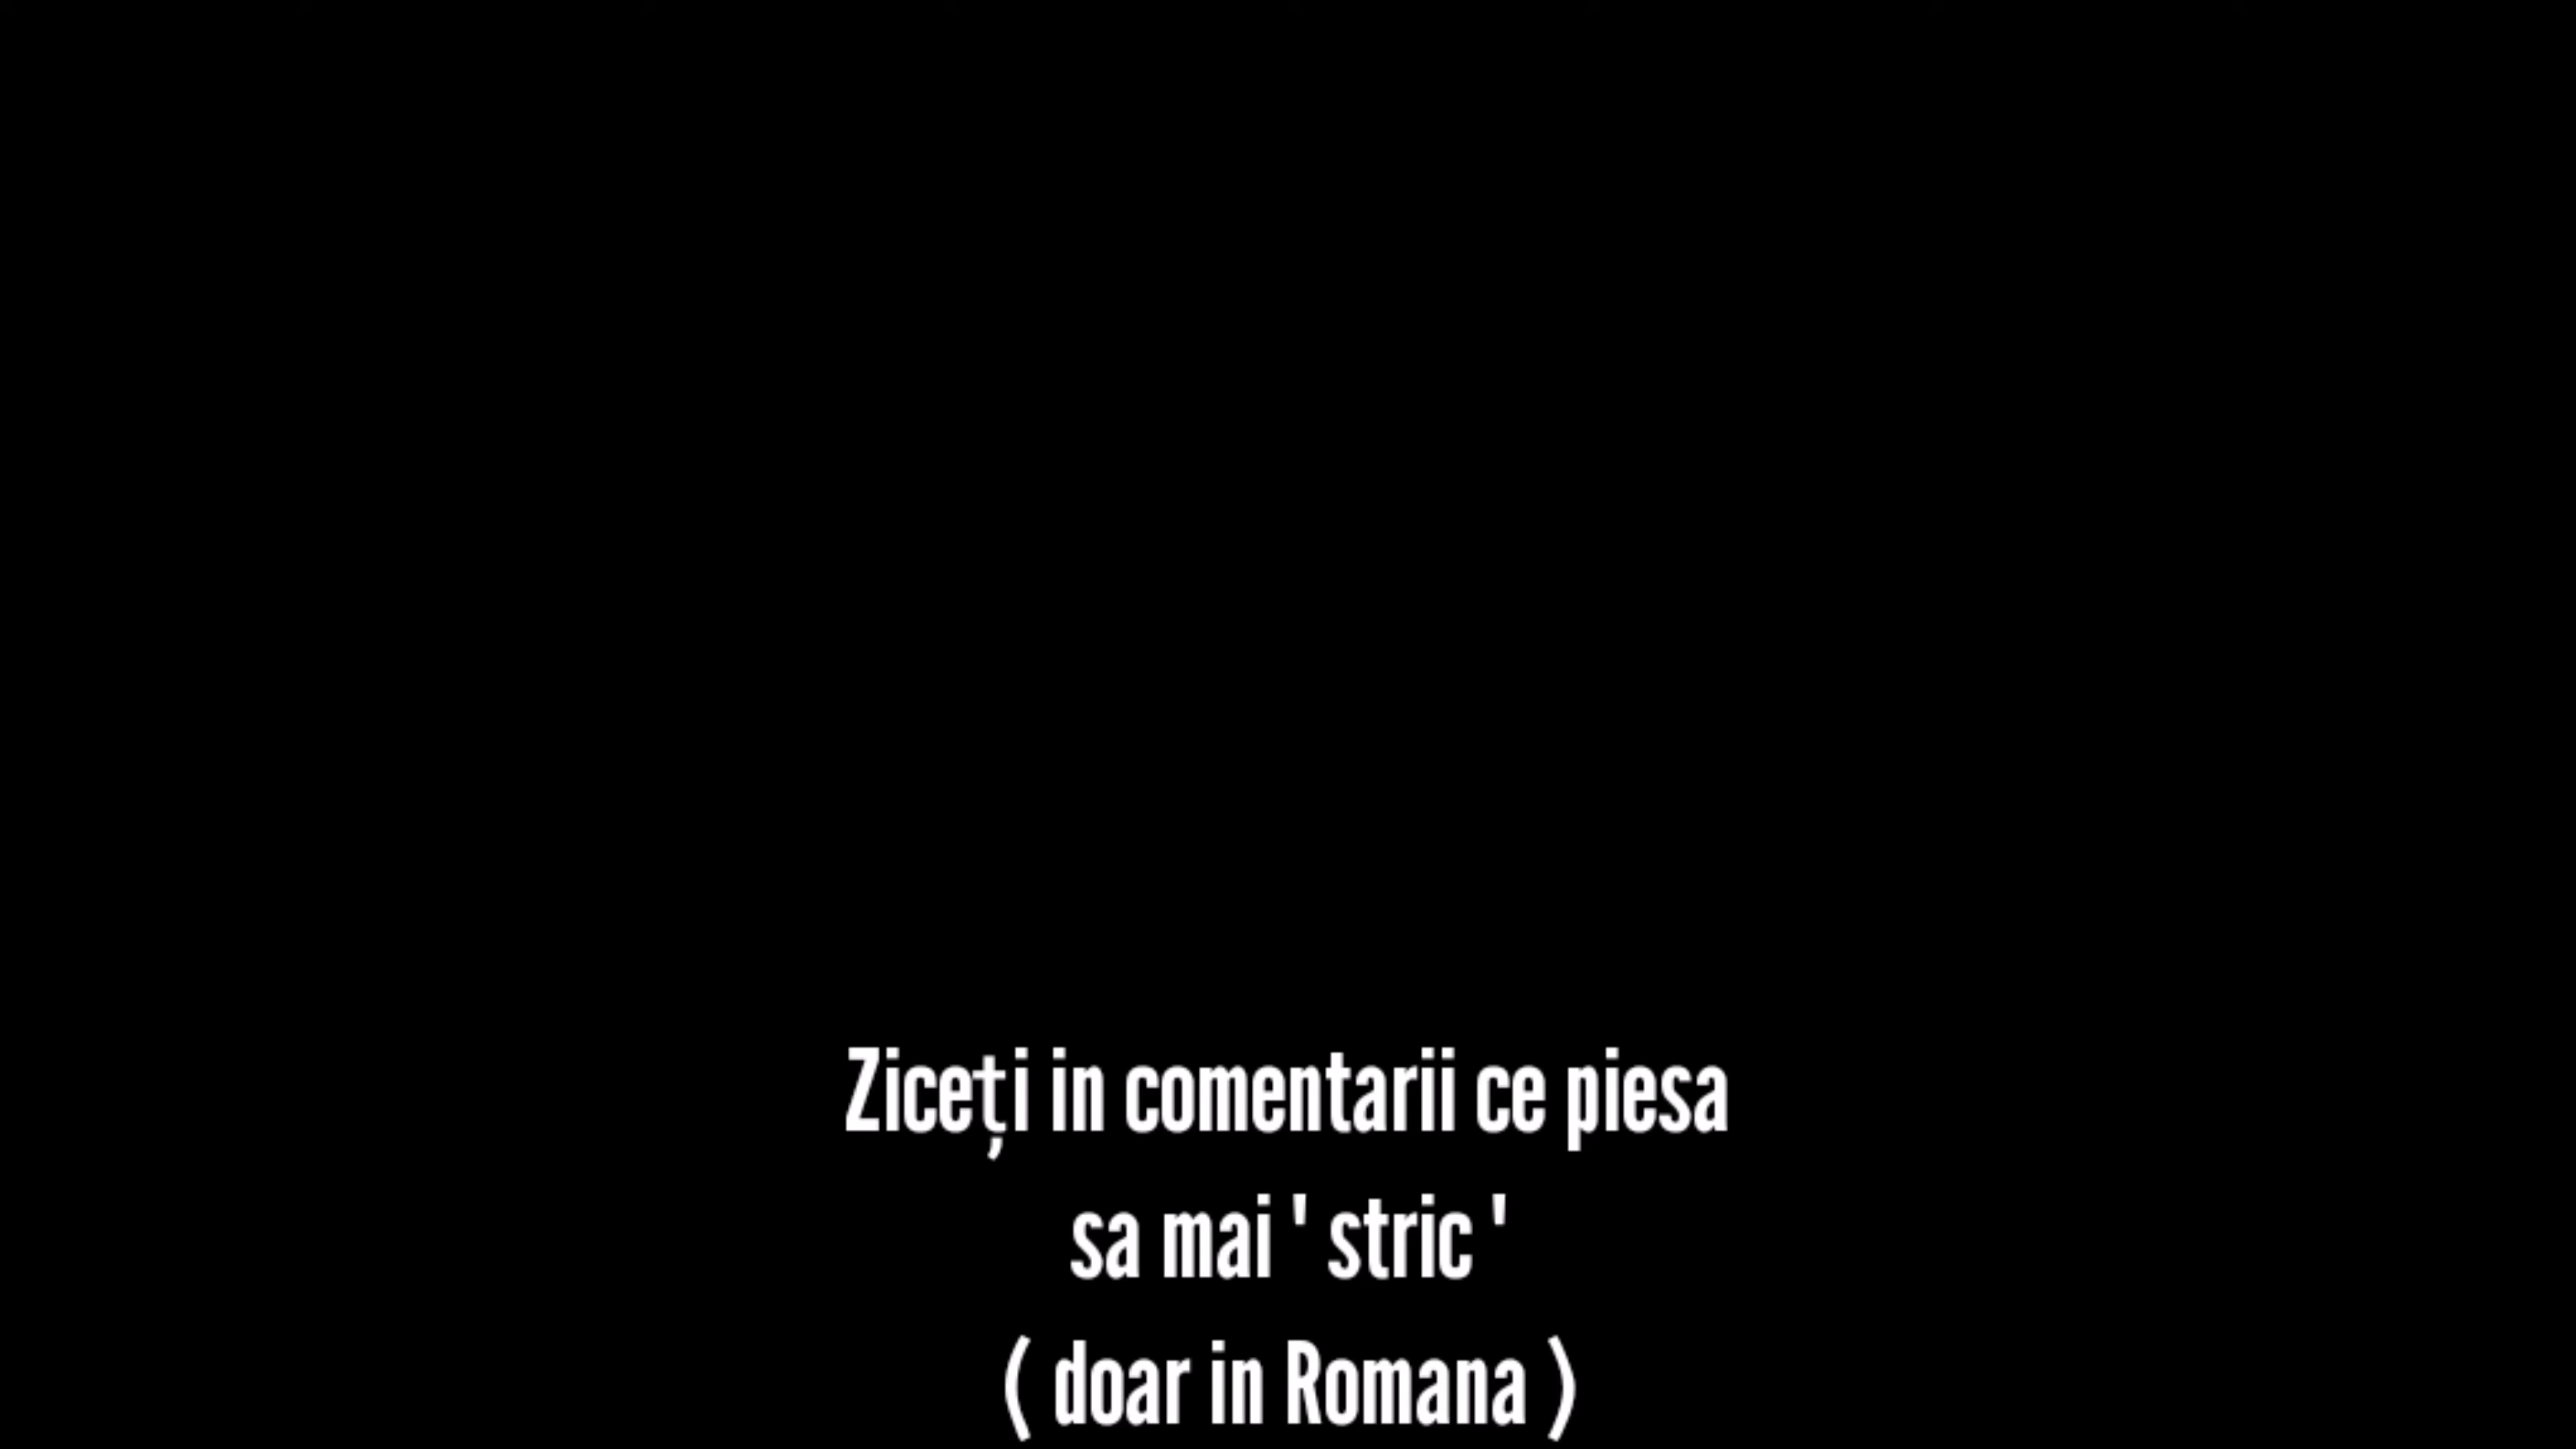 Ziceți in comentarii ce piesa
sa mai ' stric '
( doar in Romana )